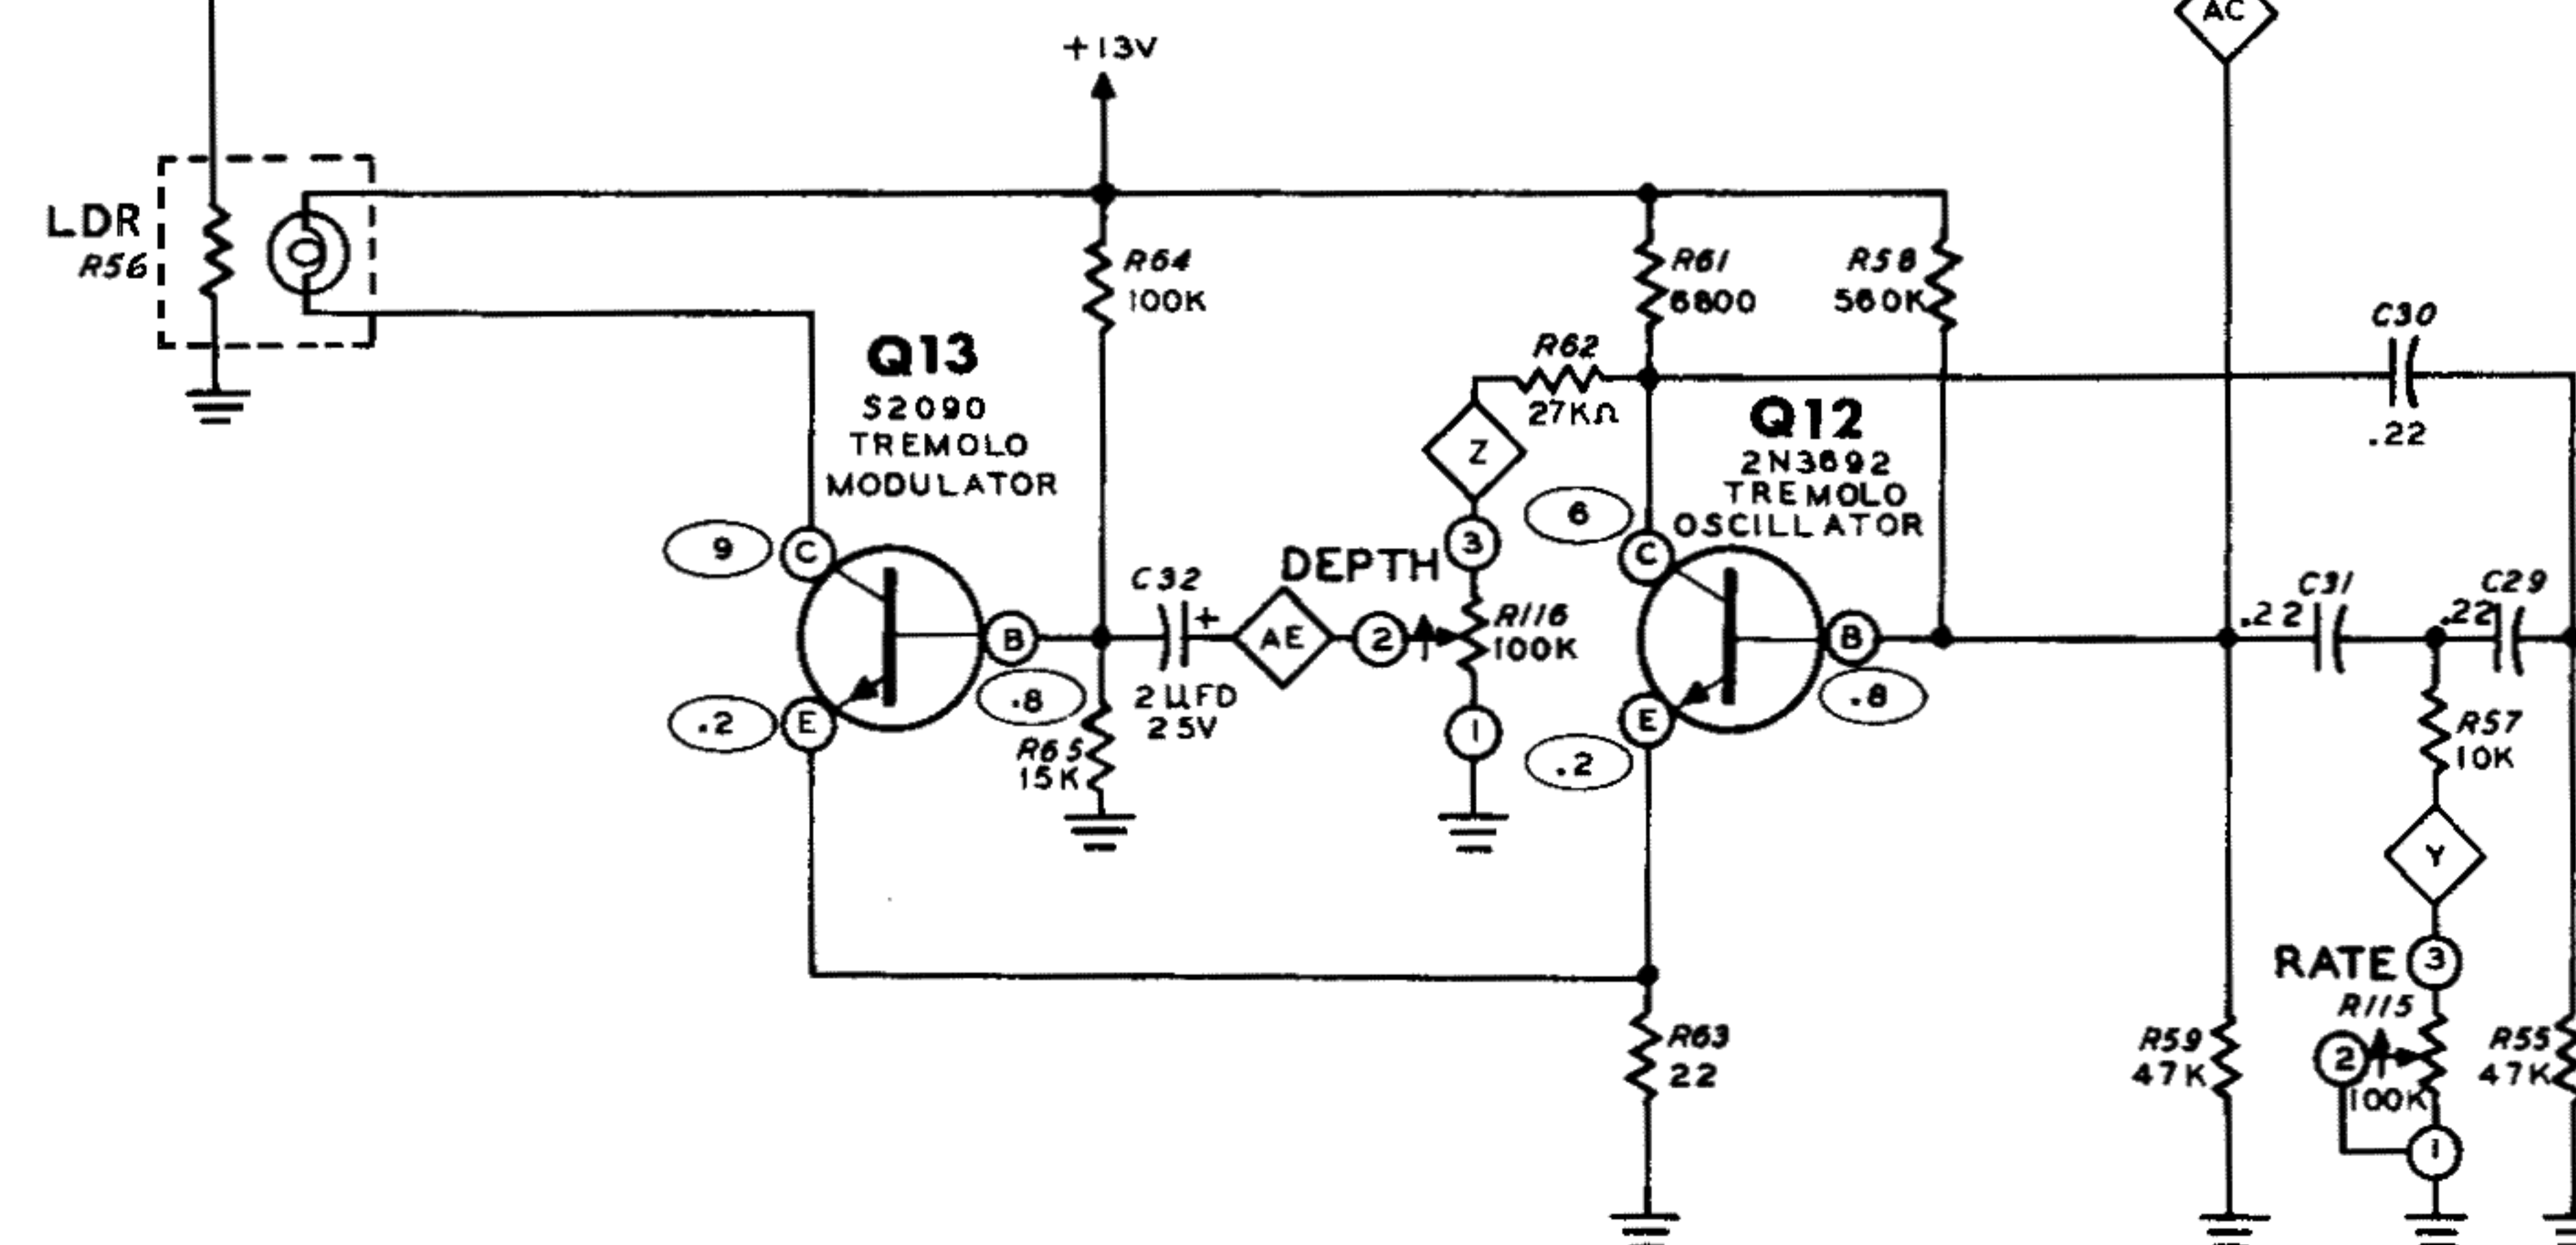 AC
+13V
LDR
R56
R64
100K
R61
6800
R58
560K
C30
.22
Q13
S2090
TREMOLO
MODULATOR
R62
27KΩ
Z
Q12
2N3692
TREMOLO
OSCILLATOR
9
C
6
C
DEPTH
3
C32
+
AE
2
R116
100K
B
.8
2 UFD
25V
B
.8
.22
C31
.22
C29
.2
E
R65
15K
1
E
.2
R57
10K
Y
RATE
3
R115
2
100K
1
R63
22
R59
47K
R55
47K